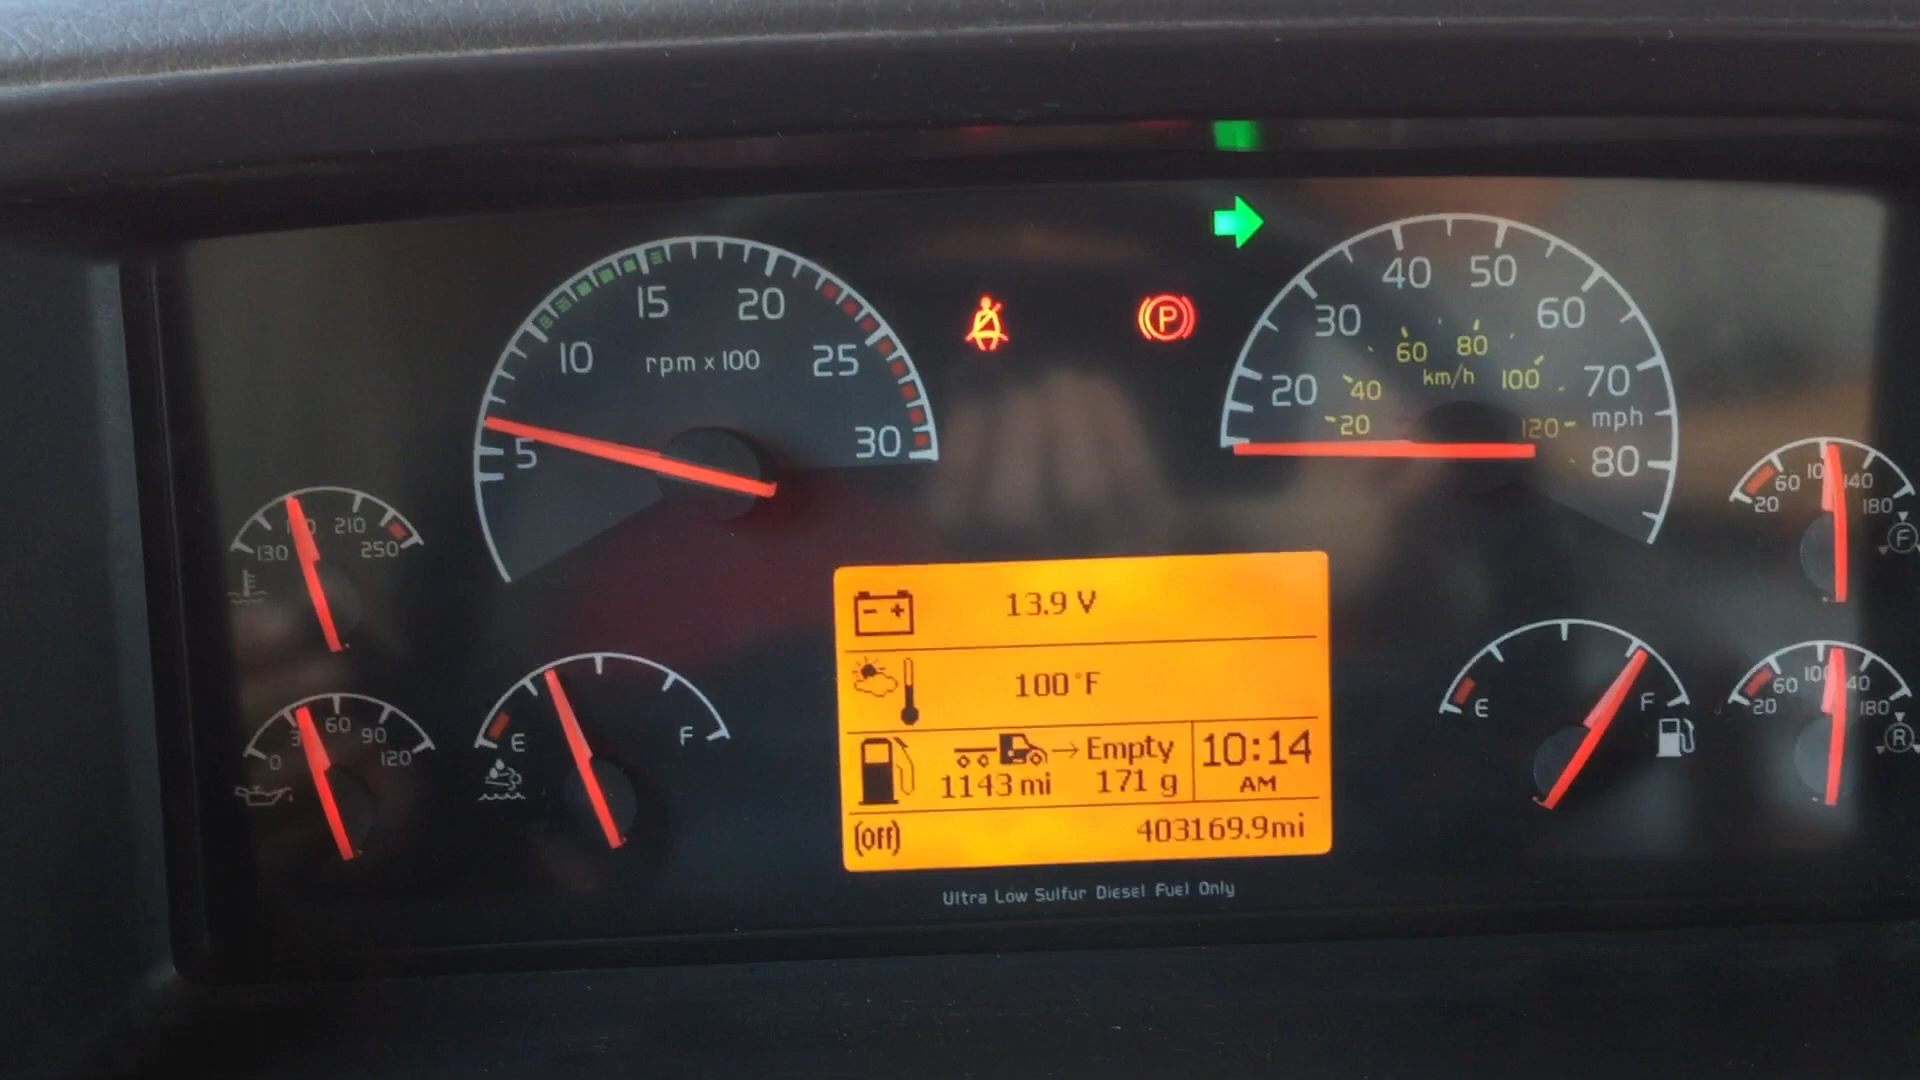 15 20
10 rpm x 100 25
5 30
40 50
30 60
20 70
60 80
40 km/h 100
20 120
mph
80
210
130 250
60
90
0 120
E F
E F
60 140
20 180
F
60 100
20 180
R
13.9 V
100°F
→ Empty
1143 mi 171 g
10:14
AM
(Off) 403169.9mi
P
Ultra Low Sulfur Diesel Fuel Only